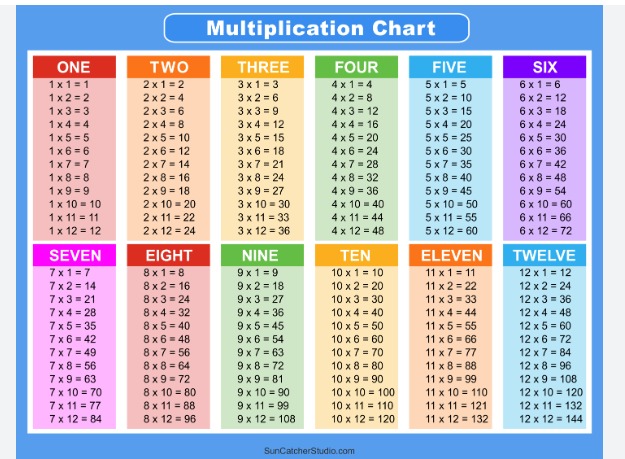 Multiplication Chart
ONE
1 x 1 = 1
1 x 2 = 2
1 x 3 = 3
1 x 4 = 4
1 x 5 = 5
1 x 6 = 6
1 x 7 = 7
1 x 8 = 8
1 x 9 = 9
1 x 10 = 10
1 x 11 = 11
1 x 12 = 12
TWO
2 x 1 = 2
2 x 2 = 4
2 x 3 = 6
2 x 4 = 8
2 x 5 = 10
2 x 6 = 12
2 x 7 = 14
2 x 8 = 16
2 x 9 = 18
2 x 10 = 20
2 x 11 = 22
2 x 12 = 24
THREE
3 x 1 = 3
3 x 2 = 6
3 x 3 = 9
3 x 4 = 12
3 x 5 = 15
3 x 6 = 18
3 x 7 = 21
3 x 8 = 24
3 x 9 = 27
3 x 10 = 30
3 x 11 = 33
3 x 12 = 36
FOUR
4 x 1 = 4
4 x 2 = 8
4 x 3 = 12
4 x 4 = 16
4 x 5 = 20
4 x 6 = 24
4 x 7 = 28
4 x 8 = 32
4 x 9 = 36
4 x 10 = 40
4 x 11 = 44
4 x 12 = 48
FIVE
5 x 1 = 5
5 x 2 = 10
5 x 3 = 15
5 x 4 = 20
5 x 5 = 25
5 x 6 = 30
5 x 7 = 35
5 x 8 = 40
5 x 9 = 45
5 x 10 = 50
5 x 11 = 55
5 x 12 = 60
SIX
6 x 1 = 6
6 x 2 = 12
6 x 3 = 18
6 x 4 = 24
6 x 5 = 30
6 x 6 = 36
6 x 7 = 42
6 x 8 = 48
6 x 9 = 54
6 x 10 = 60
6 x 11 = 66
6 x 12 = 72
SEVEN
7 x 1 = 7
7 x 2 = 14
7 x 3 = 21
7 x 4 = 28
7 x 5 = 35
7 x 6 = 42
7 x 7 = 49
7 x 8 = 56
7 x 9 = 63
7 x 10 = 70
7 x 11 = 77
7 x 12 = 84
EIGHT
8 x 1 = 8
8 x 2 = 16
8 x 3 = 24
8 x 4 = 32
8 x 5 = 40
8 x 6 = 48
8 x 7 = 56
8 x 8 = 64
8 x 9 = 72
8 x 10 = 80
8 x 11 = 88
8 x 12 = 96
NINE
9 x 1 = 9
9 x 2 = 18
9 x 3 = 27
9 x 4 = 36
9 x 5 = 45
9 x 6 = 54
9 x 7 = 63
9 x 8 = 72
9 x 9 = 81
9 x 10 = 90
9 x 11 = 99
9 x 12 = 108
TEN
10 x 1 = 10
10 x 2 = 20
10 x 3 = 30
10 x 4 = 40
10 x 5 = 50
10 x 6 = 60
10 x 7 = 70
10 x 8 = 80
10 x 9 = 90
10 x 10 = 100
10 x 11 = 110
10 x 12 = 120
ELEVEN
11 x 1 = 11
11 x 2 = 22
11 x 3 = 33
11 x 4 = 44
11 x 5 = 55
11 x 6 = 66
11 x 7 = 77
11 x 8 = 88
11 x 9 = 99
11 x 10 = 110
11 x 11 = 121
11 x 12 = 132
TWELVE
12 x 1 = 12
12 x 2 = 24
12 x 3 = 36
12 x 4 = 48
12 x 5 = 60
12 x 6 = 72
12 x 7 = 84
12 x 8 = 96
12 x 9 = 108
12 x 10 = 120
12 x 11 = 132
12 x 12 = 144
SunCatcherStudio.com